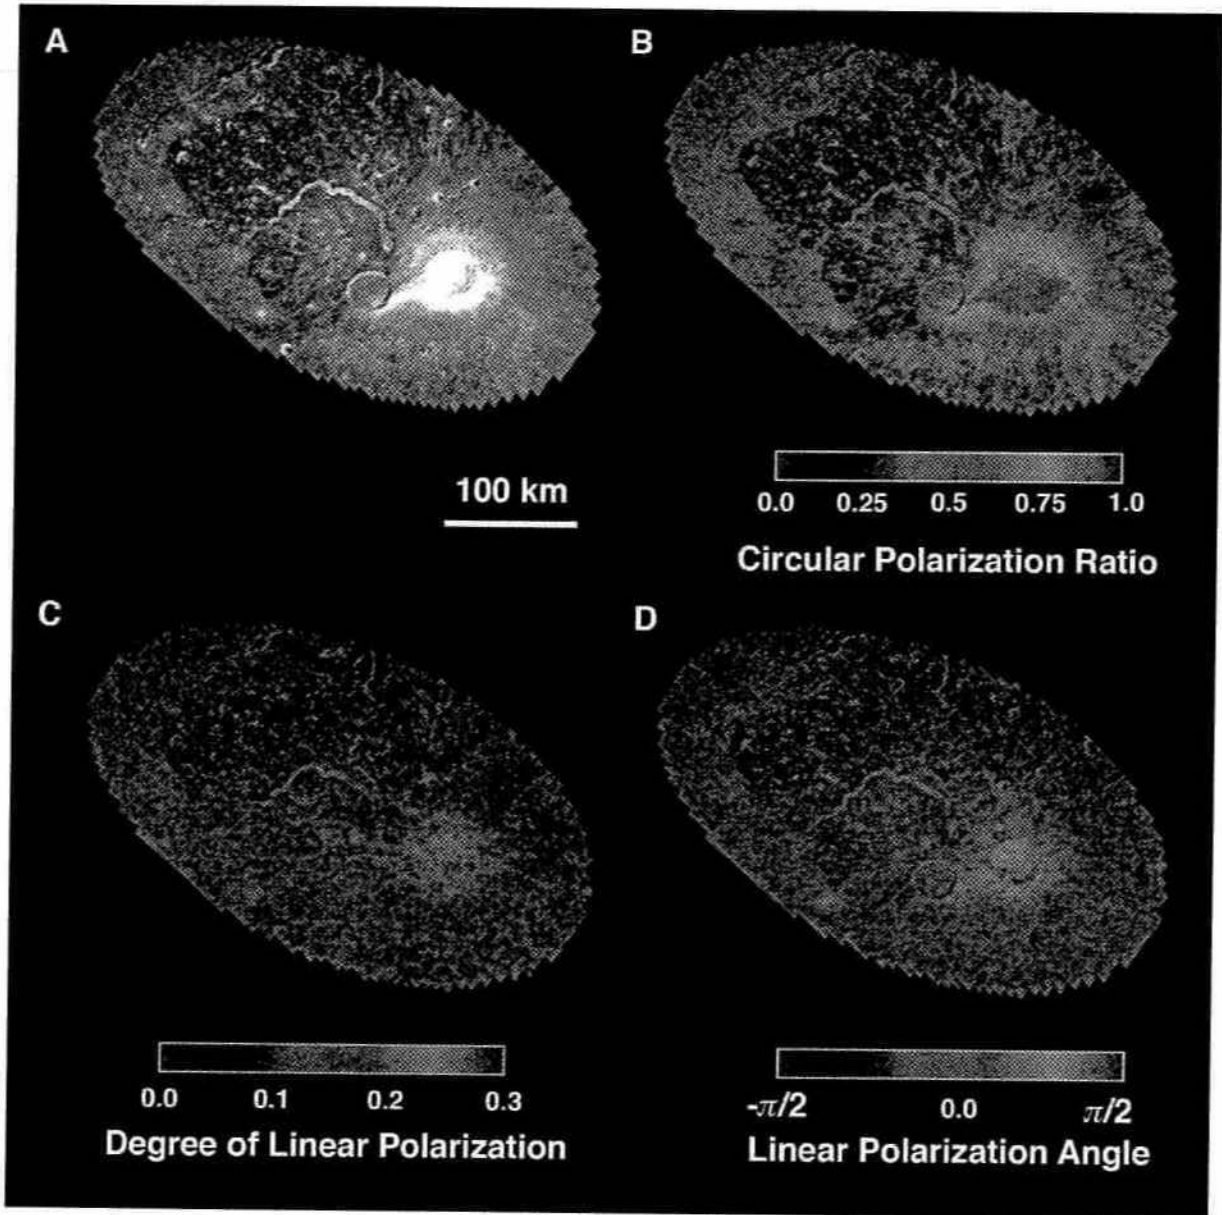 A
B
100 km
0.0 0.25 0.5 0.75 1.0
Circular Polarization Ratio
C
D
0.0 0.1 0.2 0.3
Degree of Linear Polarization
-π/2 0.0 π/2
Linear Polarization Angle